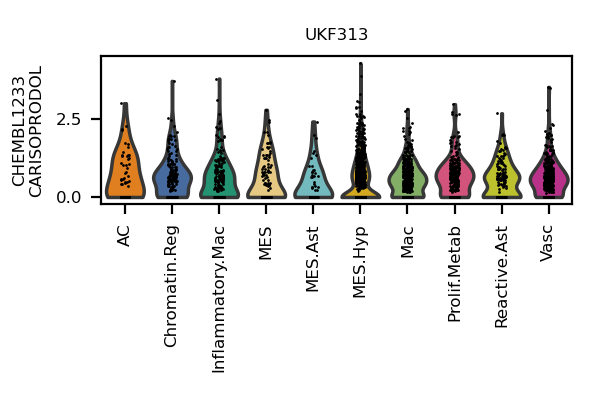 UKF313
CHEMBL1233
CARISOPRODOL
2.5
0.0
AC
Chromatin.Reg
Inflammatory.Mac
MES
MES.Ast
MES.Hyp
Mac
Prolif.Metab
Reactive.Ast
Vasc